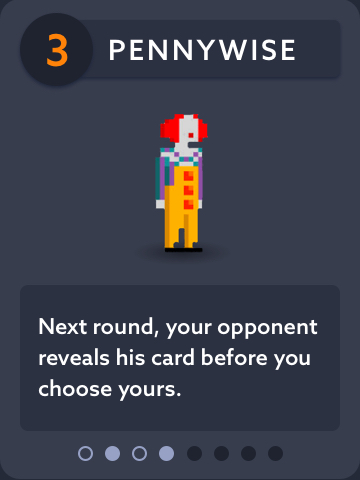 3
PENNYWISE
Next round, your opponent
reveals his card before you
choose yours.